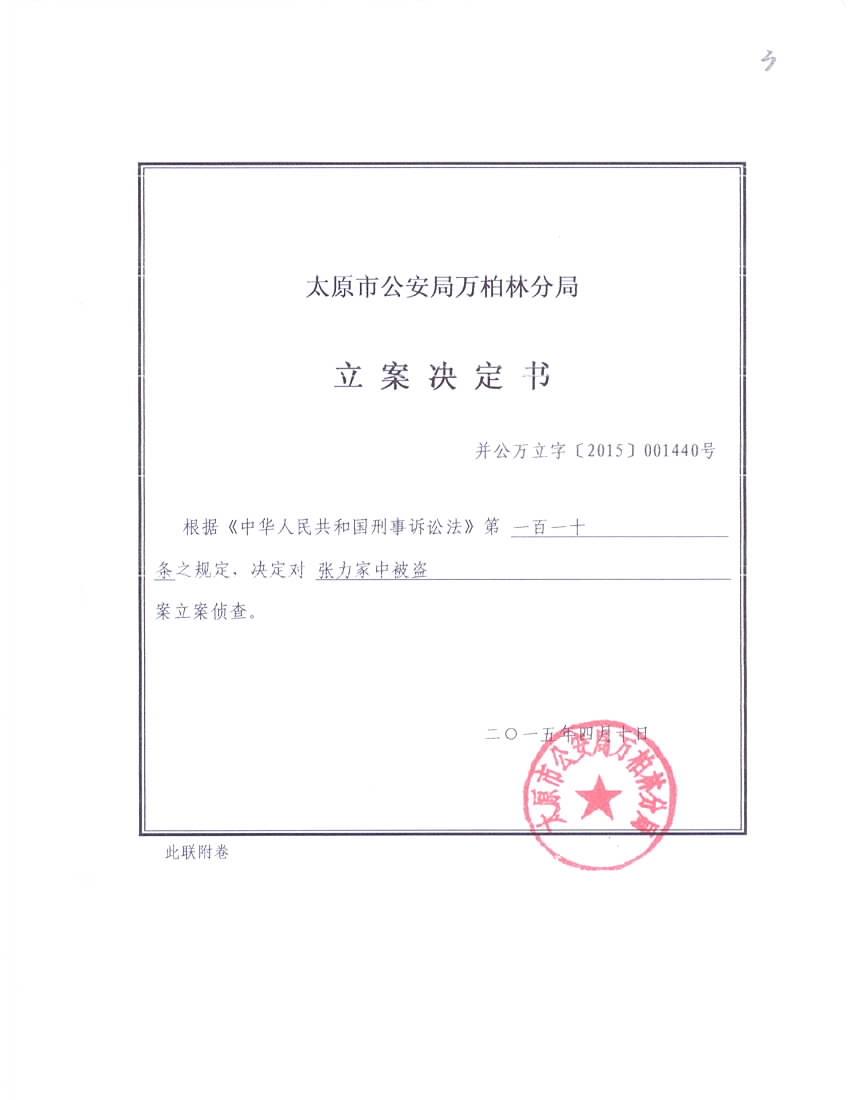 太原市公安局万柏林分局
立案决定书
并公万立字〔2015〕001440号
根据《中华人民共和国刑事诉讼法》第 一百一十
条之规定、决定对 张力家中被盗
案立案侦查。
二〇一五年四月十日
太原市公安局万柏林分局
此联附卷